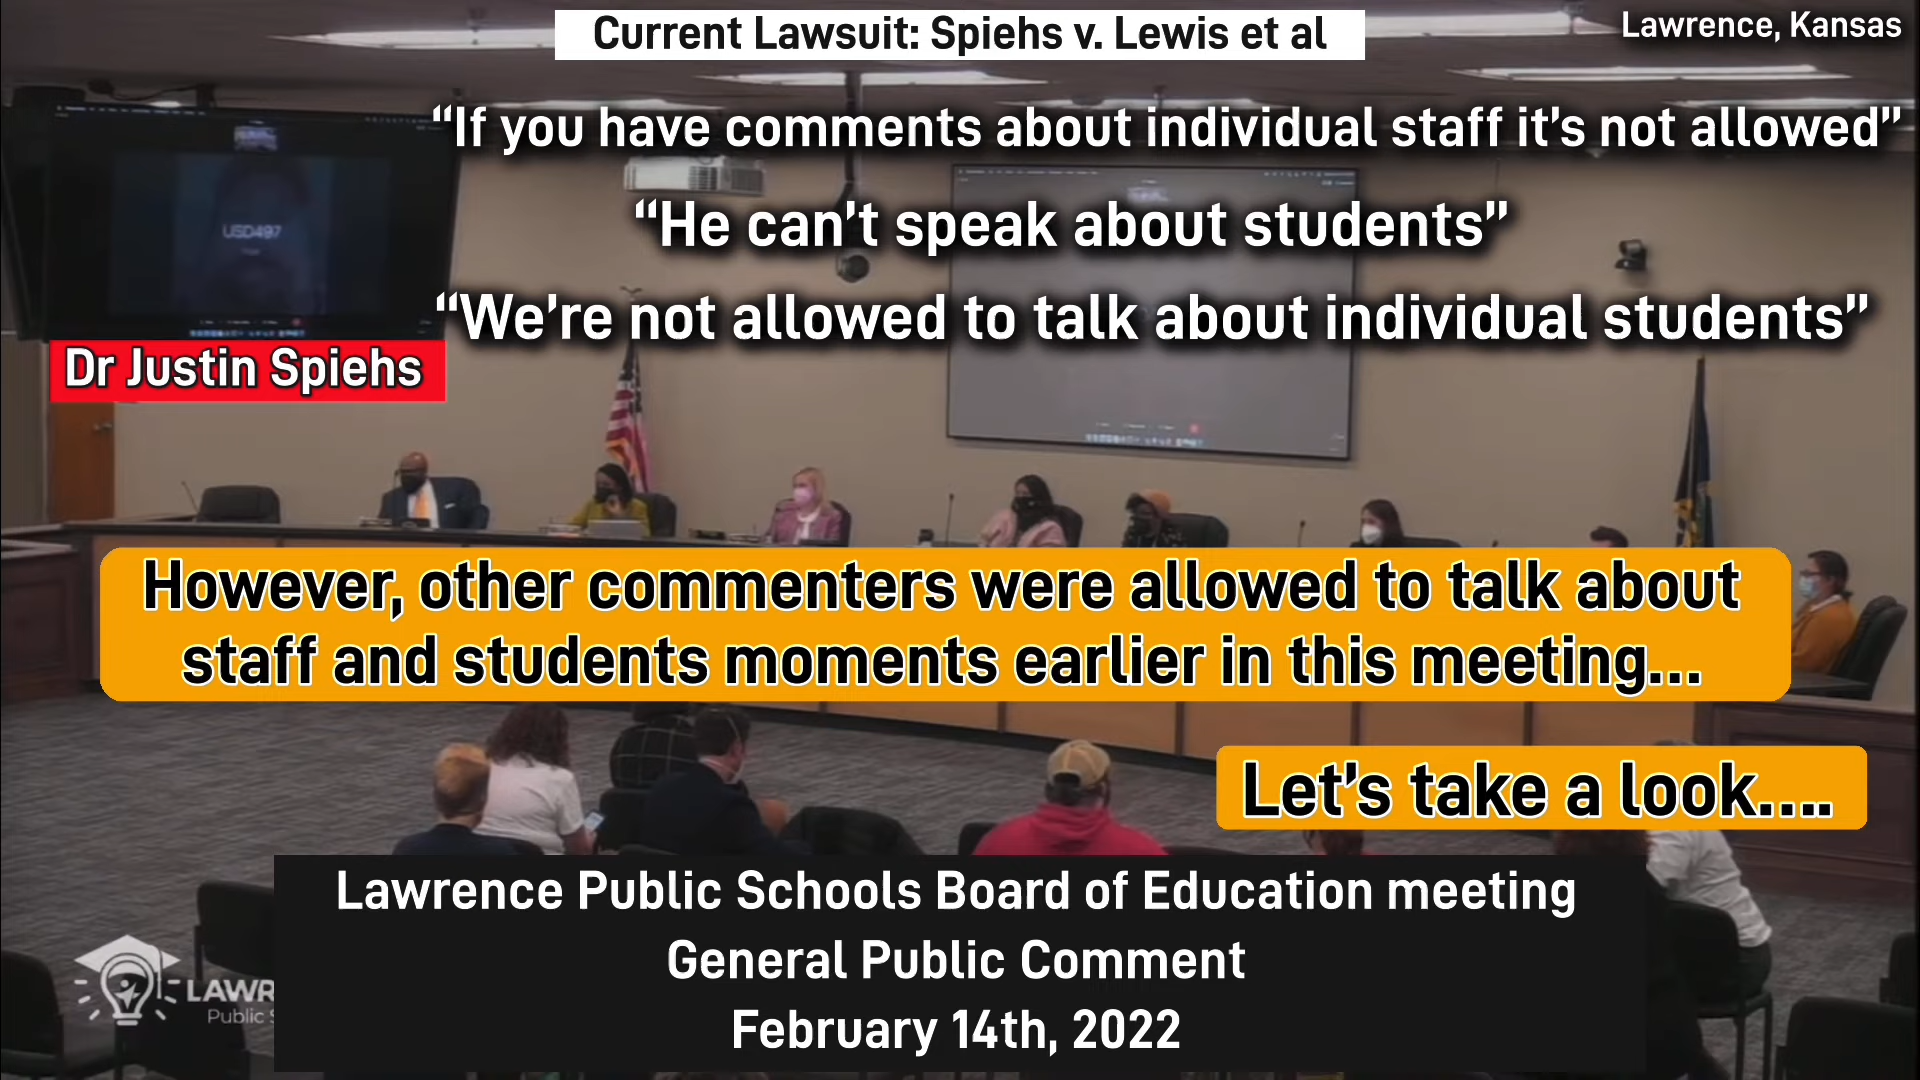 Current Lawsuit: Spiehs v. Lewis et al
Lawrence, Kansas
“If you have comments about individual staff it’s not allowed”
“He can’t speak about students”
USD497
“We’re not allowed to talk about individual students”
Dr Justin Spiehs
However, other commenters were allowed to talk about
staff and students moments earlier in this meeting...
Let’s take a look....
Lawrence Public Schools Board of Education meeting
General Public Comment
February 14th, 2022
LAWR
Public S